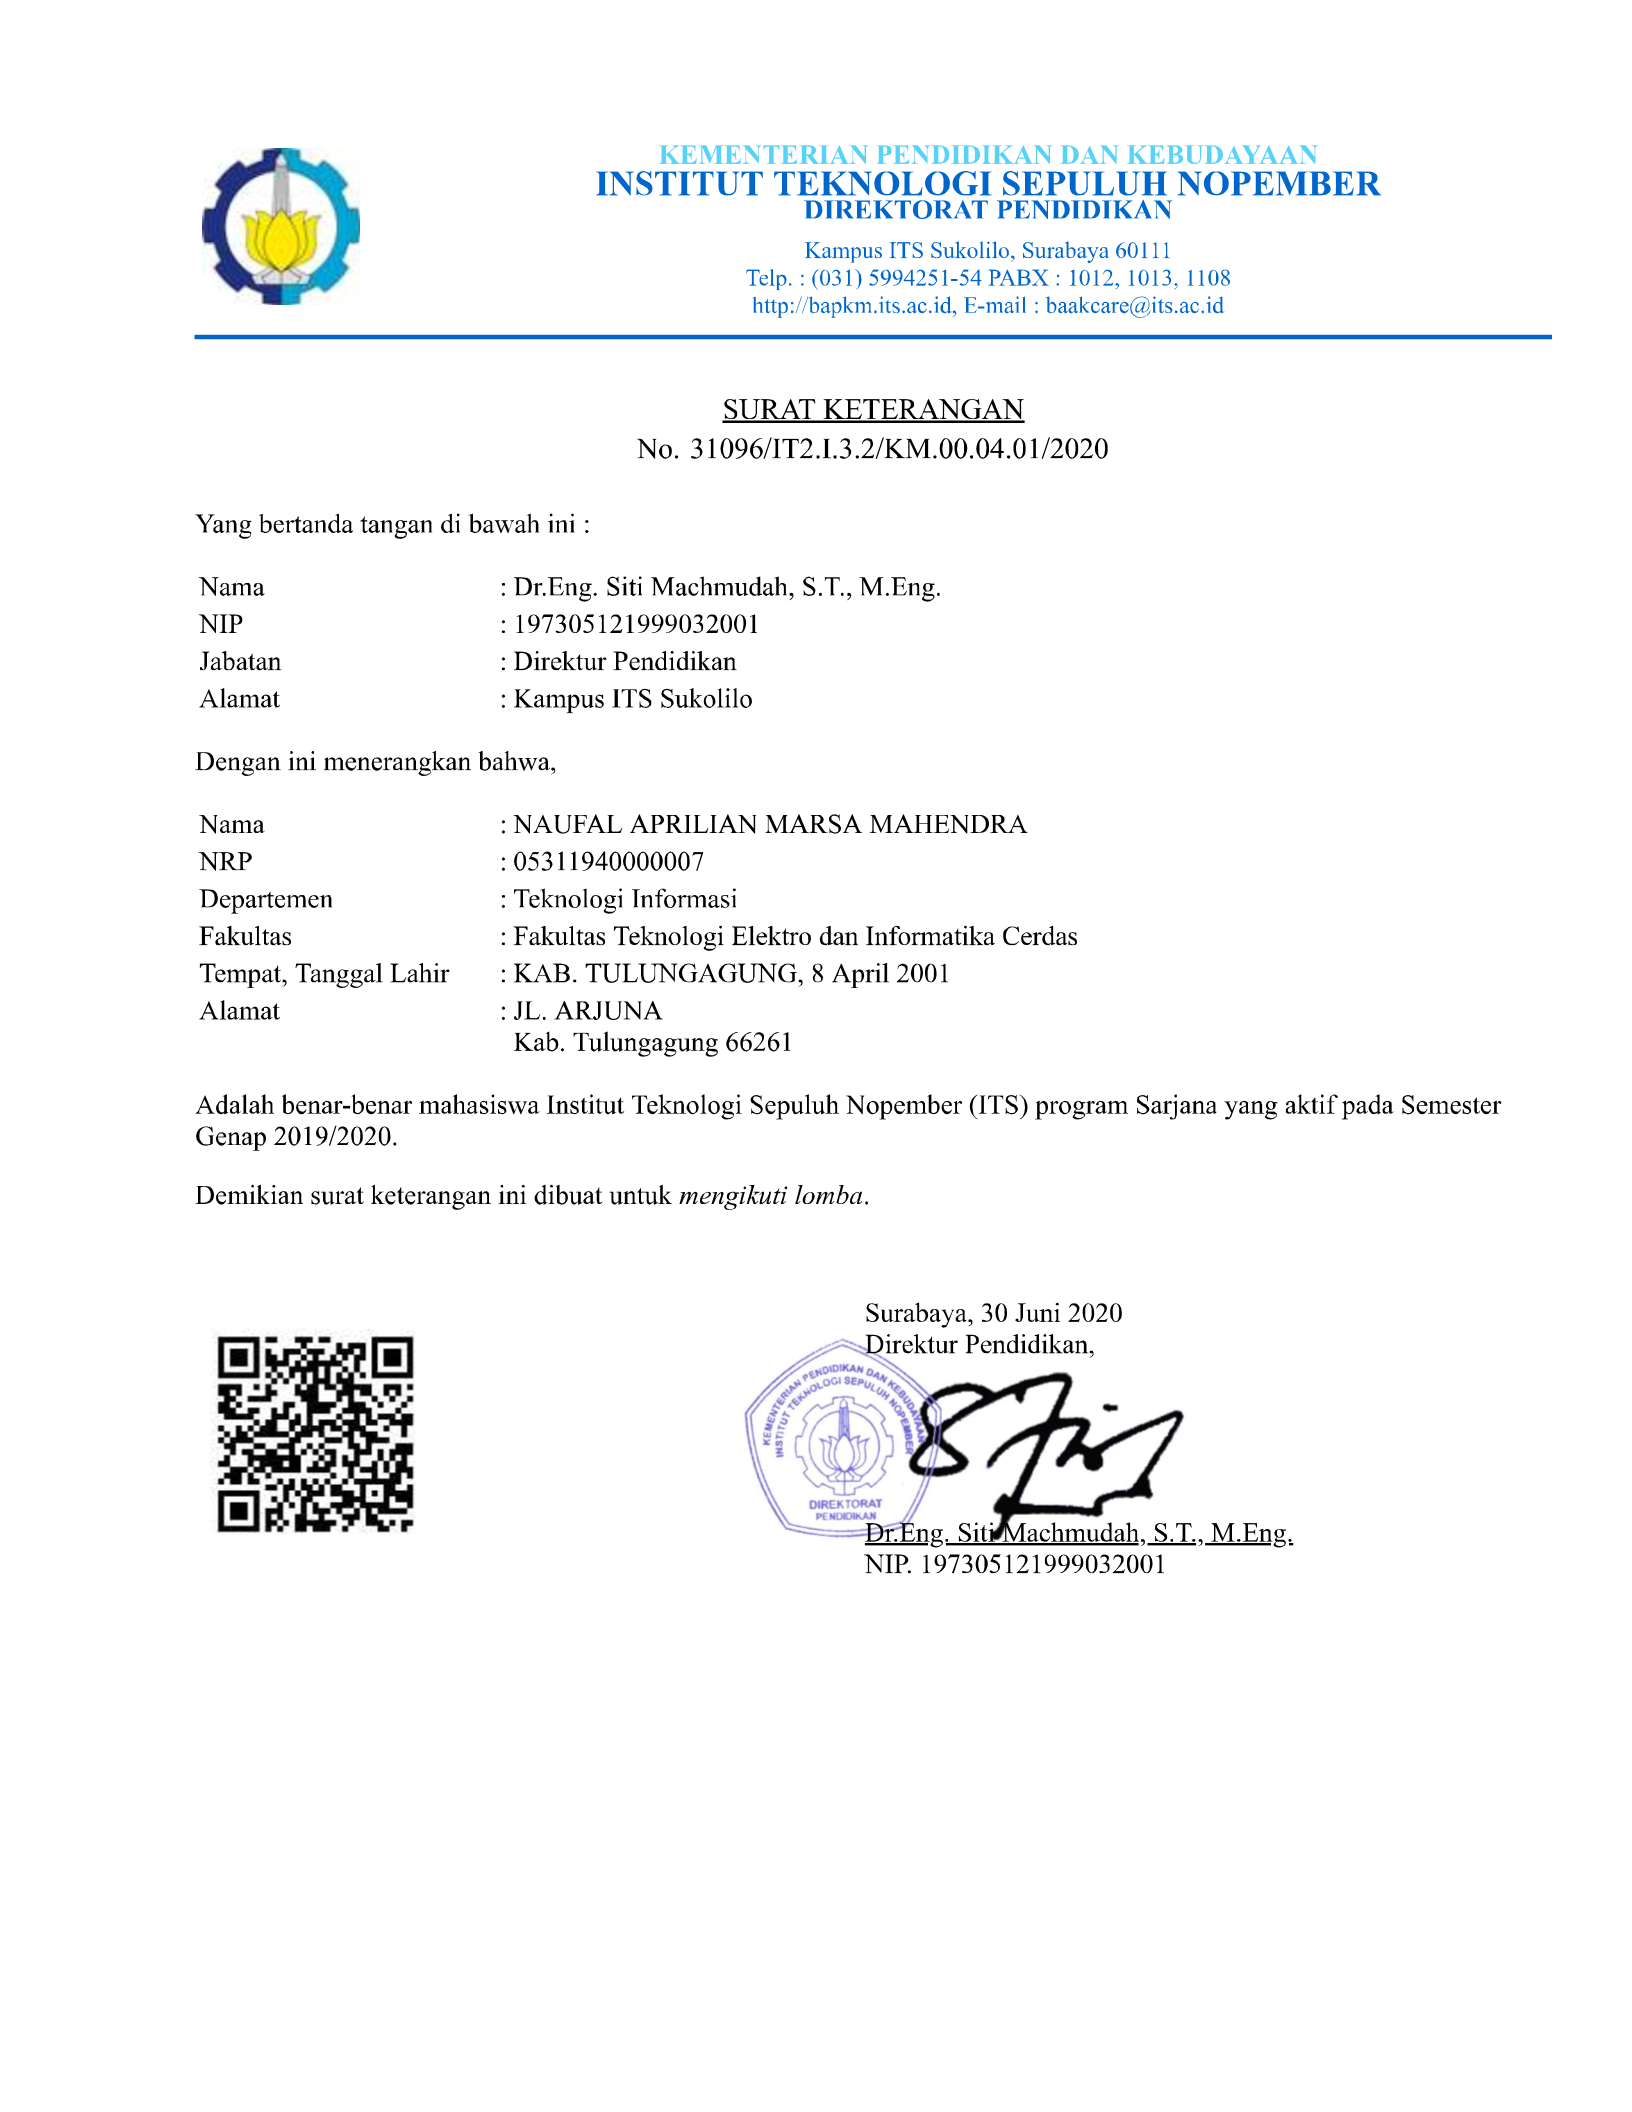 KEMENTERIAN PENDIDIKAN DAN KEBUDAYAAN
INSTITUT TEKNOLOGI SEPULUH NOPEMBER
DIREKTORAT PENDIDIKAN
Kampus ITS Sukolilo, Surabaya 60111
Telp. : (031) 5994251-54 PABX : 1012, 1013, 1108
http://bapkm.its.ac.id, E-mail : baakcare@its.ac.id
SURAT KETERANGAN
No. 31096/IT2.I.3.2/KM.00.04.01/2020
Yang bertanda tangan di bawah ini :
Nama : Dr.Eng. Siti Machmudah, S.T., M.Eng.
NIP : 197305121999032001
Jabatan : Direktur Pendidikan
Alamat : Kampus ITS Sukolilo
Dengan ini menerangkan bahwa,
Nama : NAUFAL APRILIAN MARSA MAHENDRA
NRP : 05311940000007
Departemen : Teknologi Informasi
Fakultas : Fakultas Teknologi Elektro dan Informatika Cerdas
Tempat, Tanggal Lahir : KAB. TULUNGAGUNG, 8 April 2001
Alamat : JL. ARJUNA
Kab. Tulungagung 66261
Adalah benar-benar mahasiswa Institut Teknologi Sepuluh Nopember (ITS) program Sarjana yang aktif pada Semester
Genap 2019/2020.
Demikian surat keterangan ini dibuat untuk mengikuti lomba.
Surabaya, 30 Juni 2020
Direktur Pendidikan,
KEMENTERIAN PENDIDIKAN DAN KEBUDAYAAN
INSTITUT TEKNOLOGI SEPULUH NOPEMBER
DIREKTORAT
PENDIDIKAN
Dr.Eng. Siti Machmudah, S.T., M.Eng.
NIP. 197305121999032001